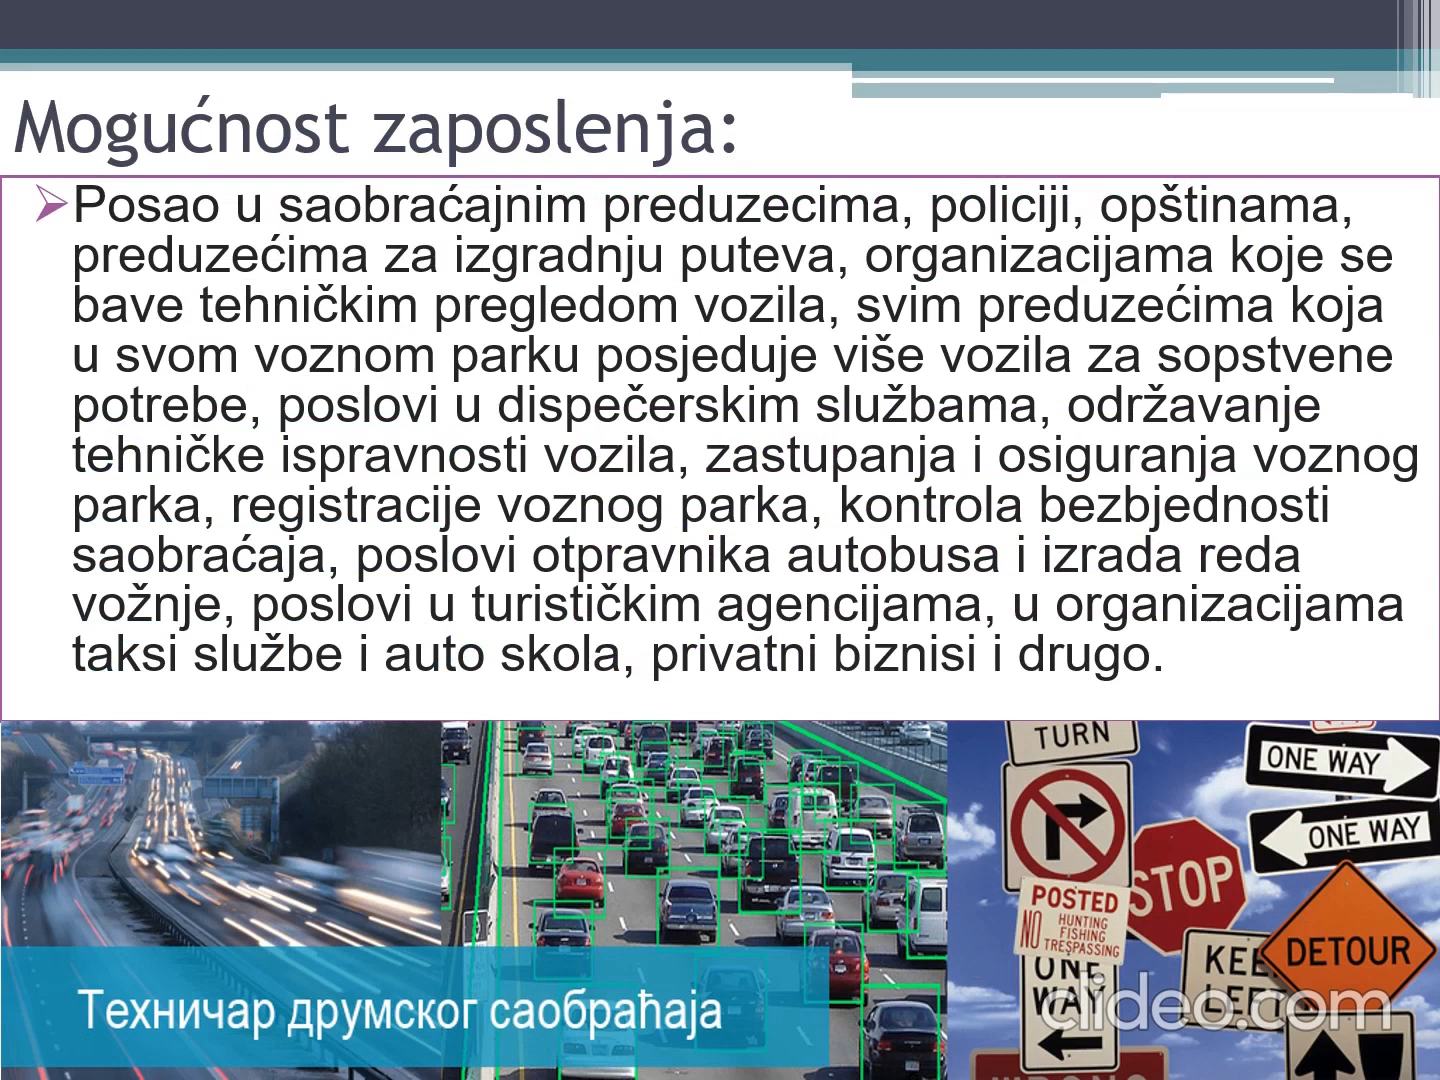 Mogućnost zaposlenja:
Posao u saobraćajnim preduzecima, policiji, opštinama,
preduzećima za izgradnju puteva, organizacijama koje se
bave tehničkim pregledom vozila, svim preduzećima koja
u svom voznom parku posjeduje više vozila za sopstvene
potrebe, poslovi u dispečerskim službama, održavanje
tehničke ispravnosti vozila, zastupanja i osiguranja voznog
parka, registracije voznog parka, kontrola bezbjednosti
saobraćaja, poslovi otpravnika autobusa i izrada reda
vožnje, poslovi u turističkim agencijama, u organizacijama
taksi službe i auto skola, privatni biznisi i drugo.
Техничар друмског саобраћаја
TURN
ONE WAY
ONE WAY
STOP
POSTED
NO HUNTING
FISHING
TRESPASSING
DETOUR
ONE
WAY
clideo.com